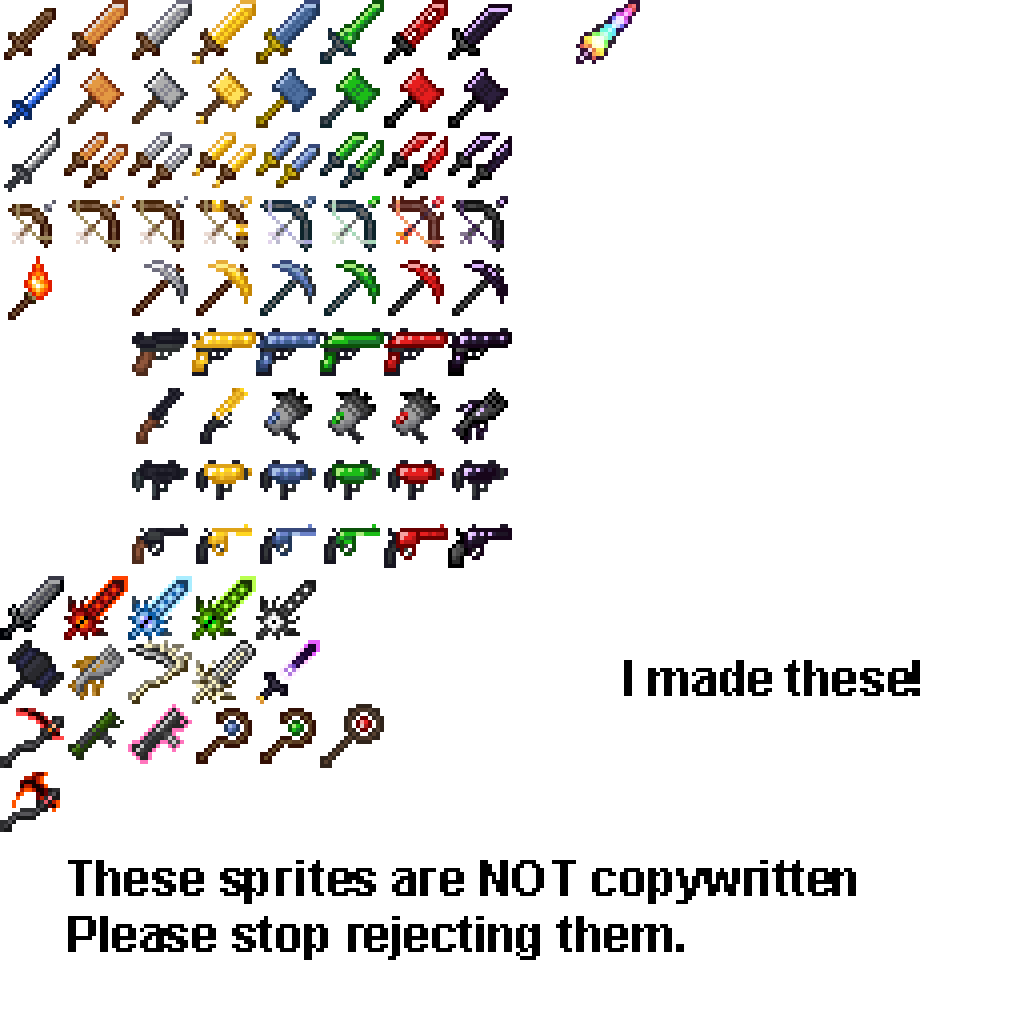 I made these!
These sprites are NOT copywritten
Please stop rejecting them.